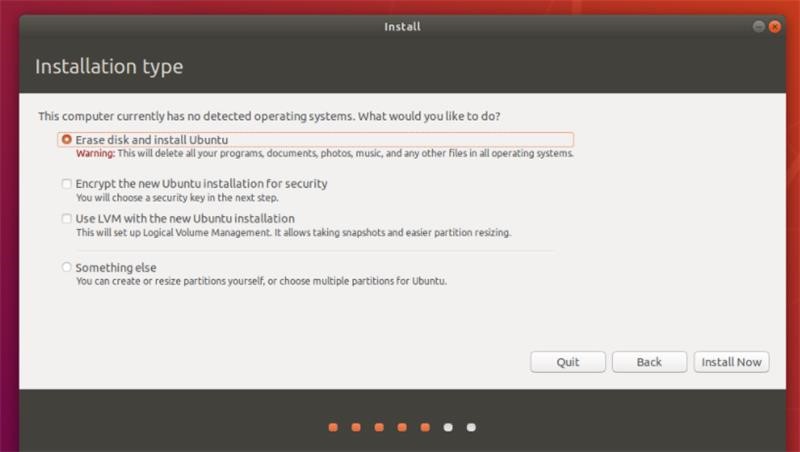 Install
Installation type
This computer currently has no detected operating systems. What would you like to do?
Erase disk and install Ubuntu
Warning: This will delete all your programs, documents, photos, music, and any other files in all operating systems.
Encrypt the new Ubuntu installation for security
You will choose a security key in the next step.
Use LVM with the new Ubuntu installation
This will set up Logical Volume Management. It allows taking snapshots and easier partition resizing.
Something else
You can create or resize partitions yourself, or choose multiple partitions for Ubuntu.
Quit Back Install Now